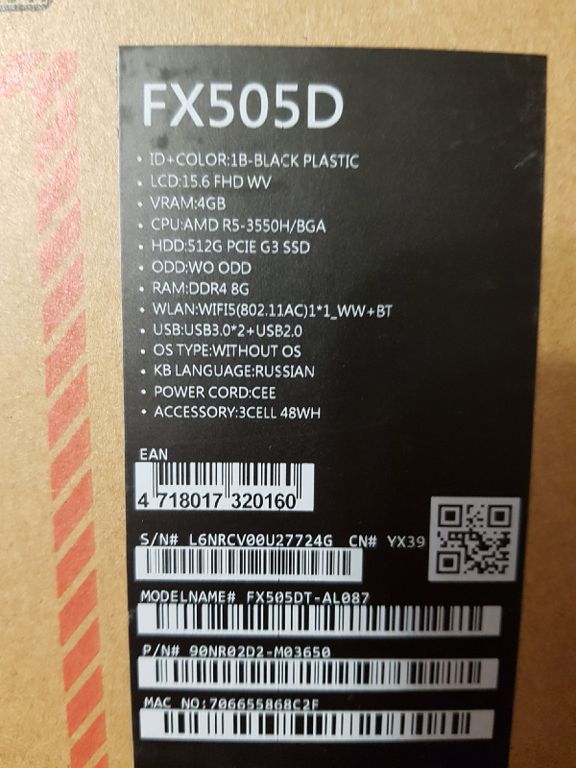 FX505D
• ID+COLOR:1B-BLACK PLASTIC
• LCD:15.6 FHD WV
• VRAM:4GB
• CPU:AMD R5-3550H/BGA
• HDD:512G PCIE G3 SSD
• ODD:WO ODD
• RAM:DDR4 8G
• WLAN:WIFI5(802.11AC)1*1_WW+BT
• USB:USB3.0*2+USB2.0
• OS TYPE:WITHOUT OS
• KB LANGUAGE:RUSSIAN
• POWER CORD:CEE
• ACCESSORY:3CELL 48WH
EAN
4 718017 320160
S/N# L6NRCV00U27724G CN# YX39
MODELNAME# FX505DT-AL087
P/N# 90NR02D2-M03650
MAC NO:706655868C2F